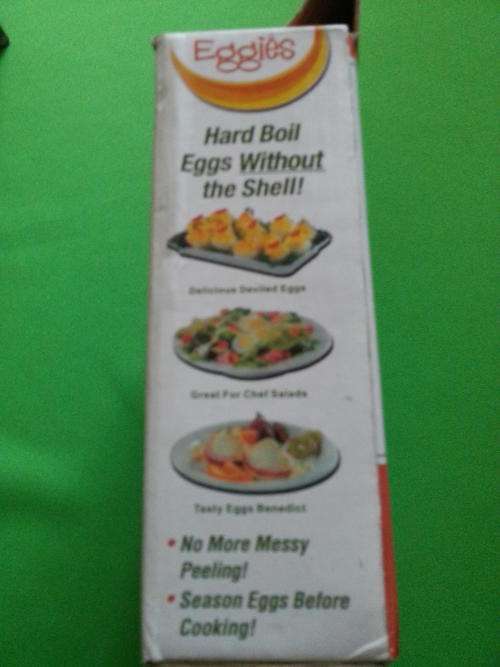 Eggies
Hard Boil
Eggs Without
the Shell!
Delicious Deviled Eggs
Great For Chef Salads
Tasty Eggs Benedict
• No More Messy
Peeling!
• Season Eggs Before
Cooking!